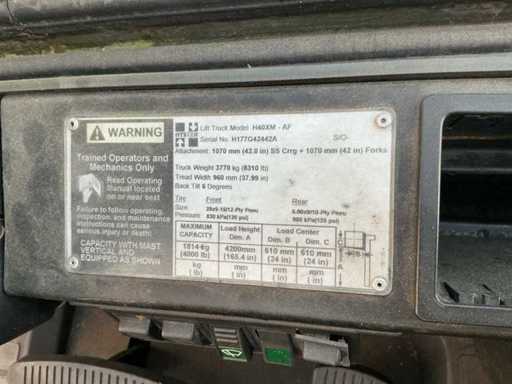 WARNING
Trained Operators and
Mechanics Only
Read Operating
Manual located
on or near seat
Failure to follow operation,
inspection, and maintenance
instructions can cause
serious injury or death.
CAPACITY WITH MAST
VERTICAL AND
EQUIPPED AS SHOWN
HYSTER
Lift Truck Model H40XM - AF
Serial No. H177G42442A S/O-
Attachment: 1070 mm (42.0 in) SS Crrg + 1070 mm (42 in) Forks
Truck Weight 3770 kg (8310 lb)
Tread Width 960 mm (37.99 in)
Back Tilt 6 Degrees
Tire Front Rear
Size
Pressure
MAXIMUM CAPACITY
Load Height Dim. A
Load Center
Dim. B Dim. C
1814 kg (4000 lb)
4200mm (165.4 in)
610 mm (24 in)
610 mm (24 in)
kg ( lb)
mm ( in)
mm ( in)
mm ( in)
A
B